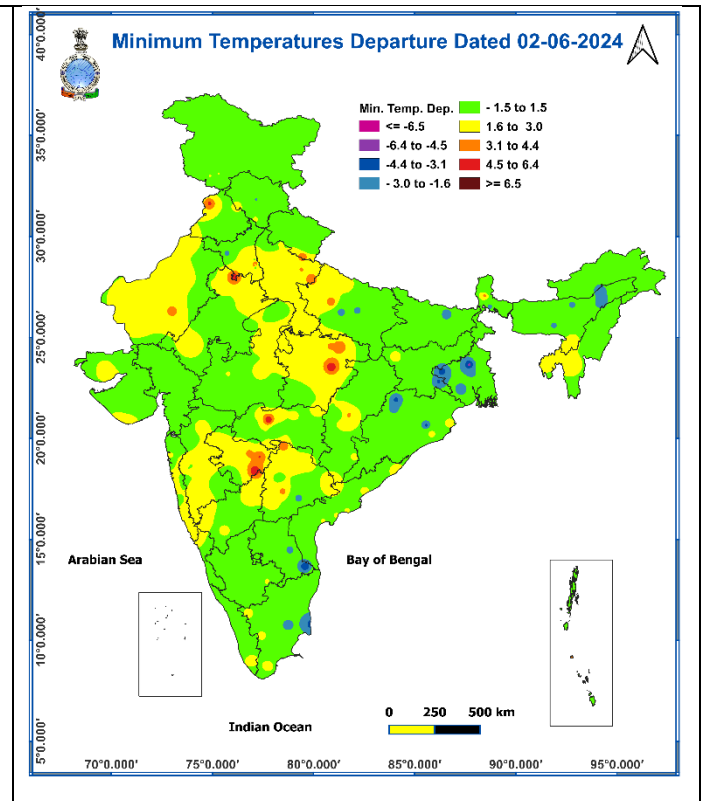 Minimum Temperatures Departure Dated 02-06-2024
Min. Temp. Dep.
<= -6.5
-6.4 to -4.5
-4.4 to -3.1
- 3.0 to -1.6
- 1.5 to 1.5
1.6 to 3.0
3.1 to 4.4
4.5 to 6.4
>= 6.5
40°0.000'
35°0.000'
30°0.000'
25°0.000'
20°0.000'
15°0.000'
10°0.000'
5°0.000'
Arabian Sea
Bay of Bengal
Indian Ocean
0 250 500 km
70°0.000' 75°0.000' 80°0.000' 85°0.000' 90°0.000' 95°0.000'